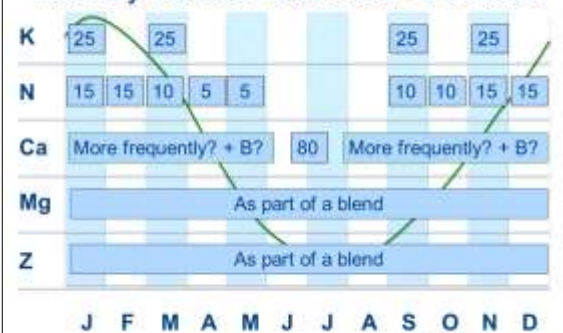 K 25 25 25 25
N 15 15 10 5 5 10 10 15 15
Ca More frequently? + B? 80 More frequently? + B?
Mg As part of a blend
Z As part of a blend
J F M A M J J A S O N D